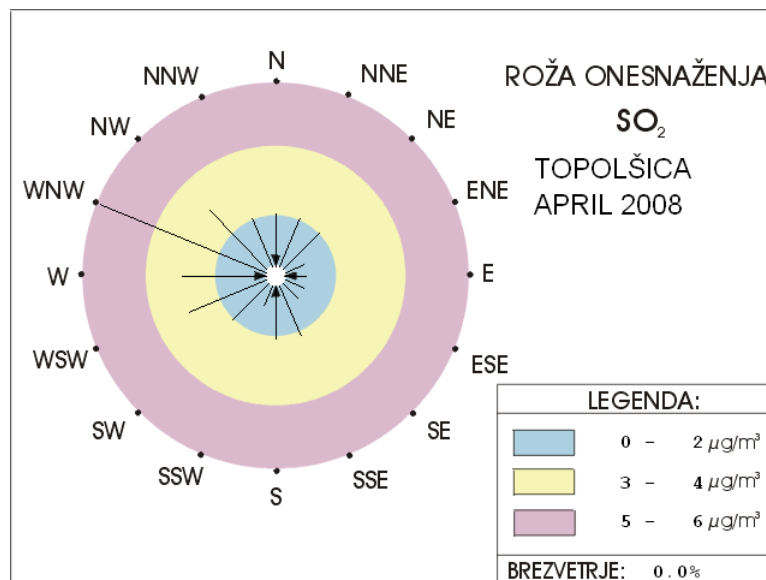 ROŽA ONESNAŽENJA
SO₂
TOPOLŠICA
APRIL 2008
N
NNE
NE
ENE
E
ESE
SE
SSE
S
SSW
SW
WSW
W
WNW
NW
NNW
LEGENDA:
0 - 2 µg/m³
3 - 4 µg/m³
5 - 6 µg/m³
BREZVETRJE: 0.0%